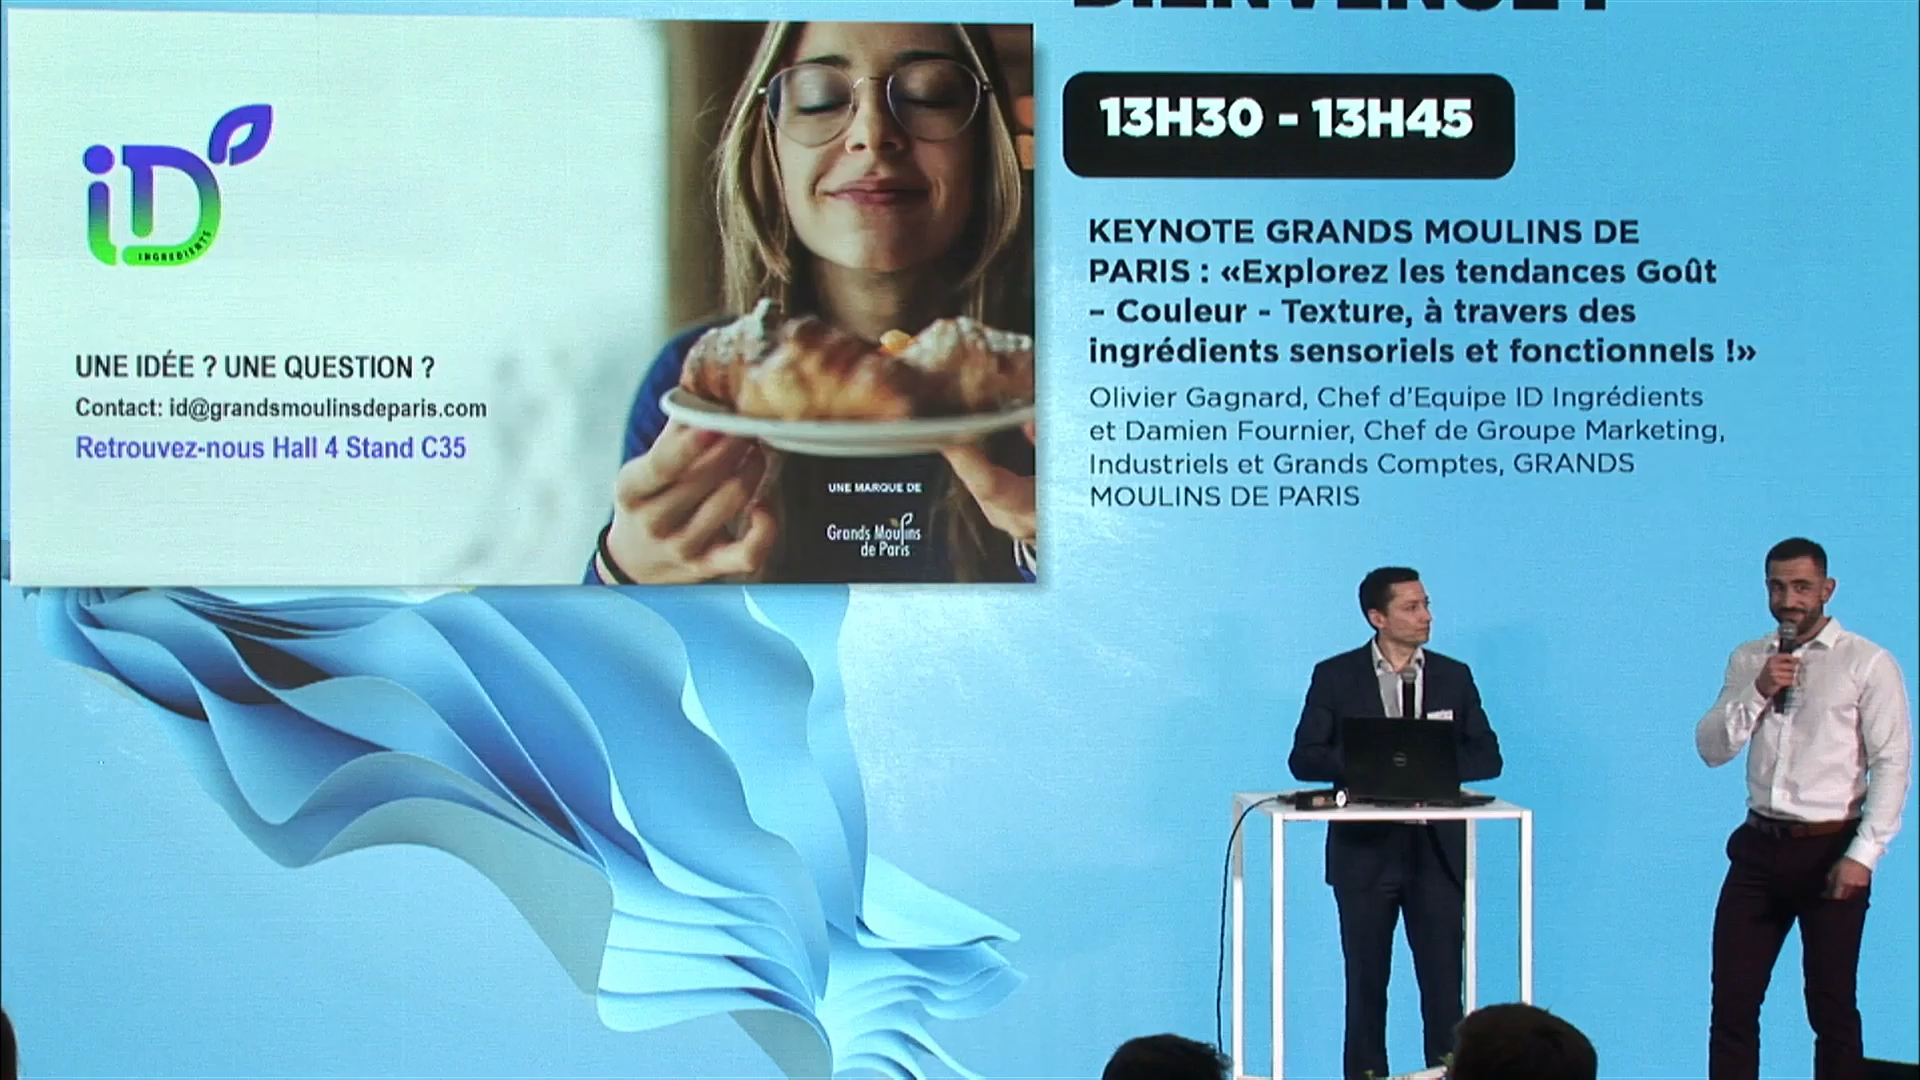 BIENVENUE !
13H30 - 13H45
KEYNOTE GRANDS MOULINS DE
PARIS : «Explorez les tendances Goût
– Couleur - Texture, à travers des
ingrédients sensoriels et fonctionnels !»
Olivier Gagnard, Chef d'Equipe ID Ingrédients
et Damien Fournier, Chef de Groupe Marketing,
Industriels et Grands Comptes, GRANDS
MOULINS DE PARIS
iD
INGREDIENTS
UNE IDÉE ? UNE QUESTION ?
Contact: id@grandsmoulinsdeparis.com
Retrouvez-nous Hall 4 Stand C35
UNE MARQUE DE
Grands Moulins
de Paris
DELL